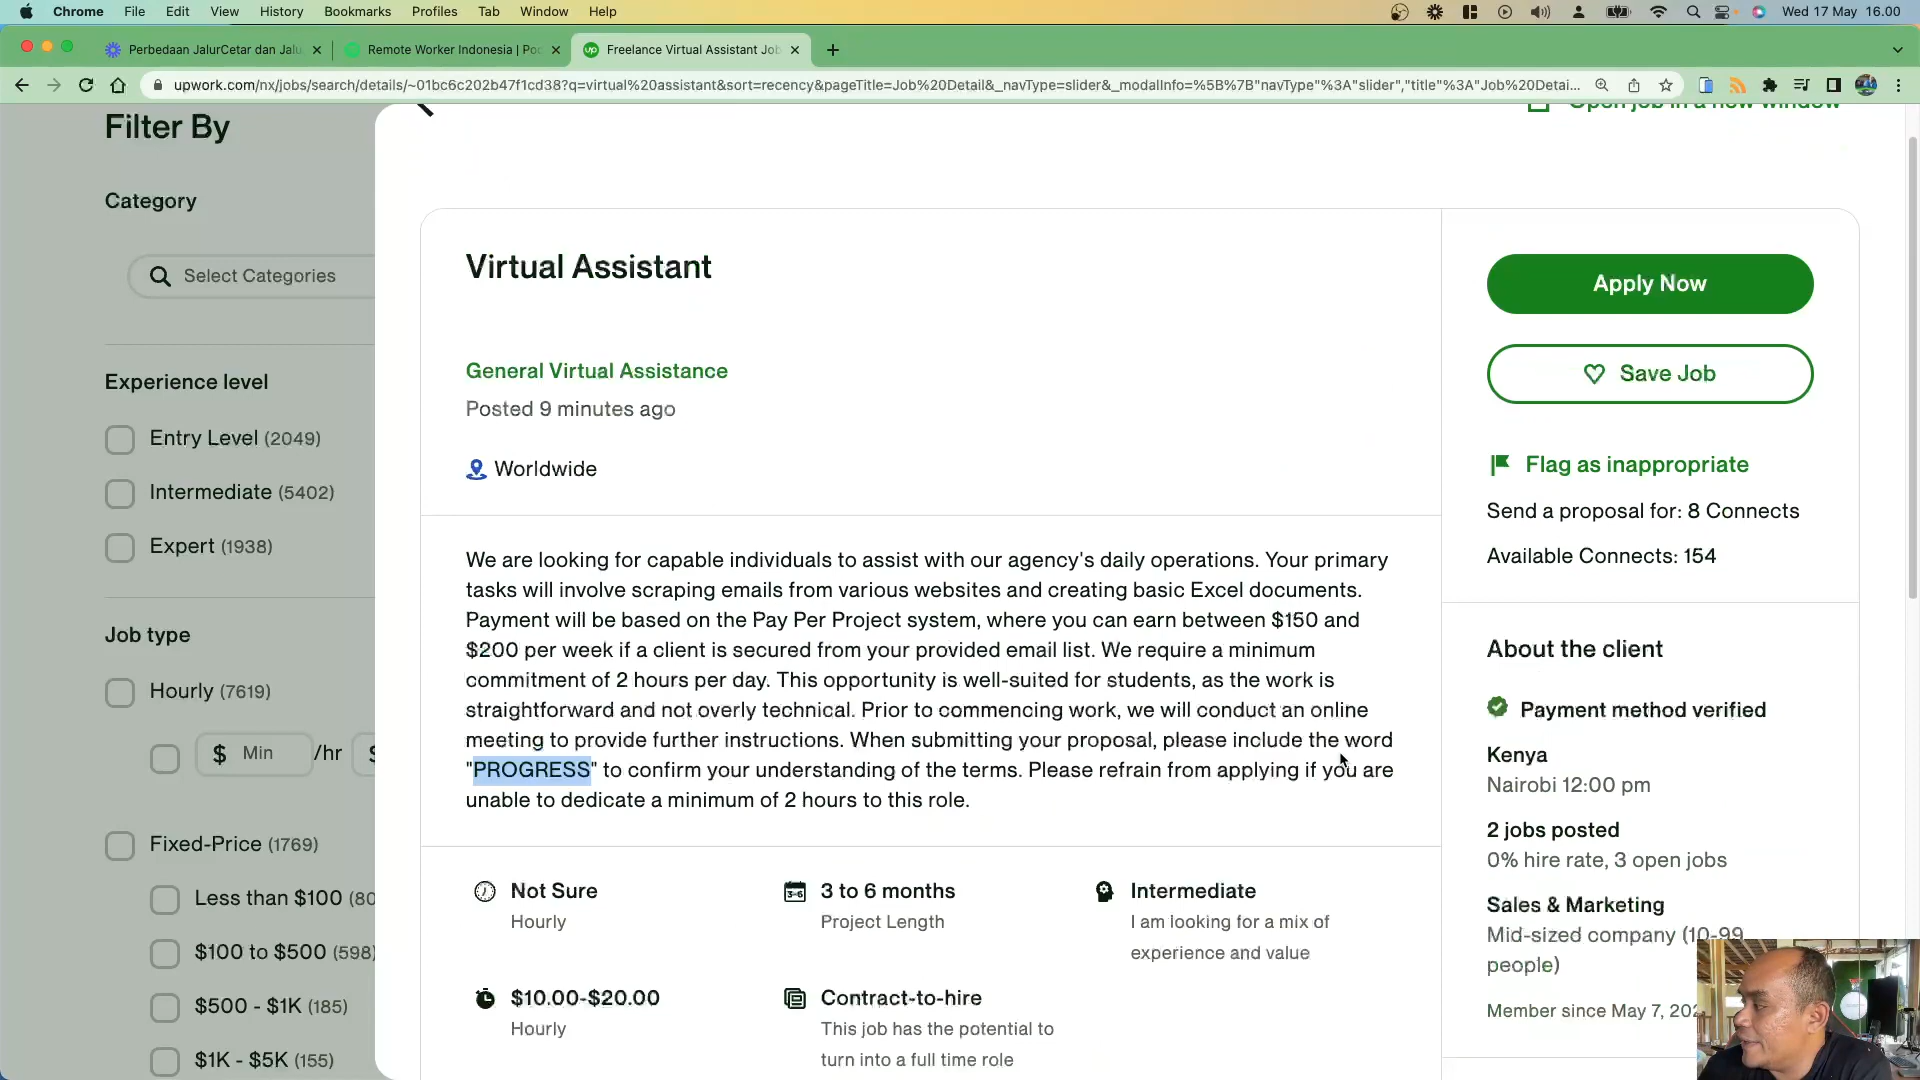 Chrome File Edit View History Bookmarks Profiles Tab Window Help Wed 17 May 16.00
Perbedaan JalurCetar dan Jalu
Remote Worker Indonesia | Poc
Freelance Virtual Assistant Job
upwork.com/nx/jobs/search/details/~01bc6c202b47f1cd38?q=virtual%20assistant&sort=recency&pageTitle=Job%20Detail&_navType=slider&_modalInfo=%5B%7B"navType"%3A"slider","title"%3A"Job%20Detai...
Open job in a new window
Filter By
Category
Select Categories
Experience level
Entry Level (2049)
Intermediate (5402)
Expert (1938)
Job type
Hourly (7619)
$ Min /hr $
Fixed-Price (1769)
Less than $100 (80
$100 to $500 (598)
$500 - $1K (185)
$1K - $5K (155)
Virtual Assistant
General Virtual Assistance
Posted 9 minutes ago
Worldwide
We are looking for capable individuals to assist with our agency's daily operations. Your primary
tasks will involve scraping emails from various websites and creating basic Excel documents.
Payment will be based on the Pay Per Project system, where you can earn between $150 and
$200 per week if a client is secured from your provided email list. We require a minimum
commitment of 2 hours per day. This opportunity is well-suited for students, as the work is
straightforward and not overly technical. Prior to commencing work, we will conduct an online
meeting to provide further instructions. When submitting your proposal, please include the word
"PROGRESS" to confirm your understanding of the terms. Please refrain from applying if you are
unable to dedicate a minimum of 2 hours to this role.
Not Sure
Hourly
3 to 6 months
Project Length
Intermediate
I am looking for a mix of
experience and value
$10.00-$20.00
Hourly
Contract-to-hire
This job has the potential to
turn into a full time role
Apply Now
Save Job
Flag as inappropriate
Send a proposal for: 8 Connects
Available Connects: 154
About the client
Payment method verified
Kenya
Nairobi 12:00 pm
2 jobs posted
0% hire rate, 3 open jobs
Sales & Marketing
Mid-sized company (10-99
people)
Member since May 7, 202